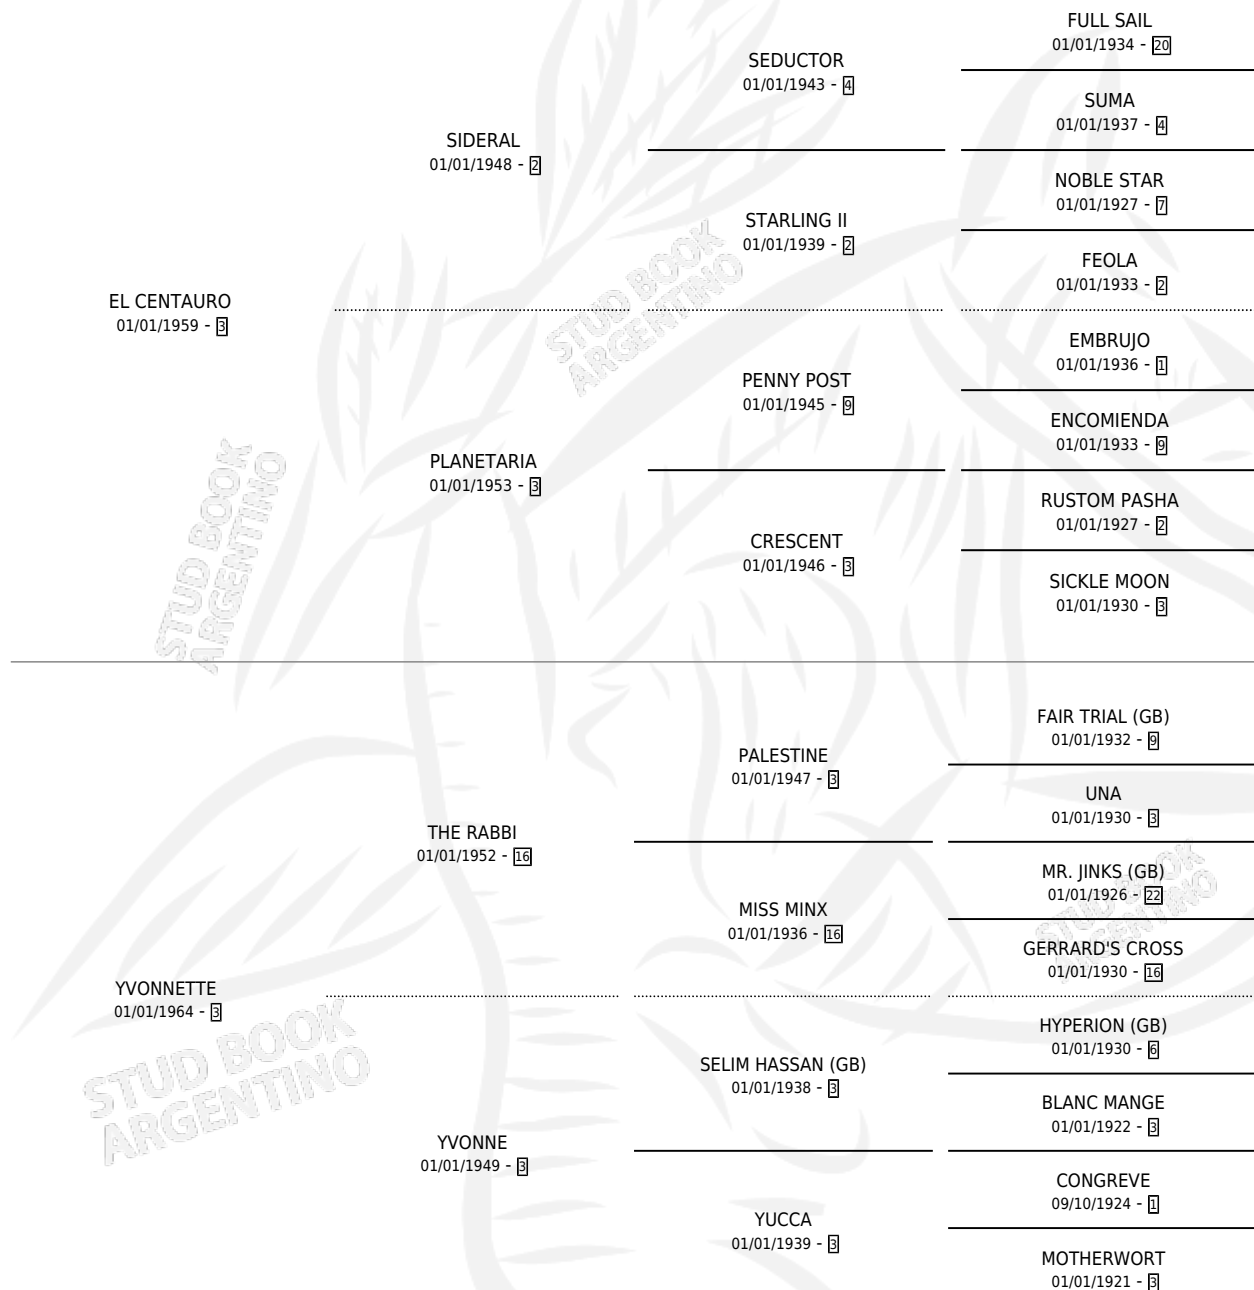 FULL SAIL
01/01/1934 - 20
SEDUCTOR
01/01/1943 - 4
SUMA
01/01/1937 - 4
SIDERAL
01/01/1948 - 2
NOBLE STAR
01/01/1927 - 7
STARLING II
01/01/1939 - 2
FEOLA
01/01/1933 - 2
EL CENTAURO
01/01/1959 - 3
EMBRUJO
01/01/1936 - 1
PENNY POST
01/01/1945 - 9
ENCOMIENDA
01/01/1933 - 9
PLANETARIA
01/01/1953 - 3
RUSTOM PASHA
01/01/1927 - 2
CRESCENT
01/01/1946 - 3
SICKLE MOON
01/01/1930 - 3
FAIR TRIAL (GB)
01/01/1932 - 9
PALESTINE
01/01/1947 - 3
UNA
01/01/1930 - 3
THE RABBI
01/01/1952 - 16
MR. JINKS (GB)
01/01/1926 - 22
MISS MINX
01/01/1936 - 16
GERRARD'S CROSS
01/01/1930 - 16
YVONNETTE
01/01/1964 - 3
HYPERION (GB)
01/01/1930 - 6
SELIM HASSAN (GB)
01/01/1938 - 3
BLANC MANGE
01/01/1922 - 3
YVONNE
01/01/1949 - 3
CONGREVE
09/10/1924 - 1
YUCCA
01/01/1939 - 3
MOTHERWORT
01/01/1921 - 3
STUD BOOK
ARGENTINO
STUD BOOK
ARGENTINO
STUD BOOK
ARGENTINO
STUD BOOK
ARGENTINO